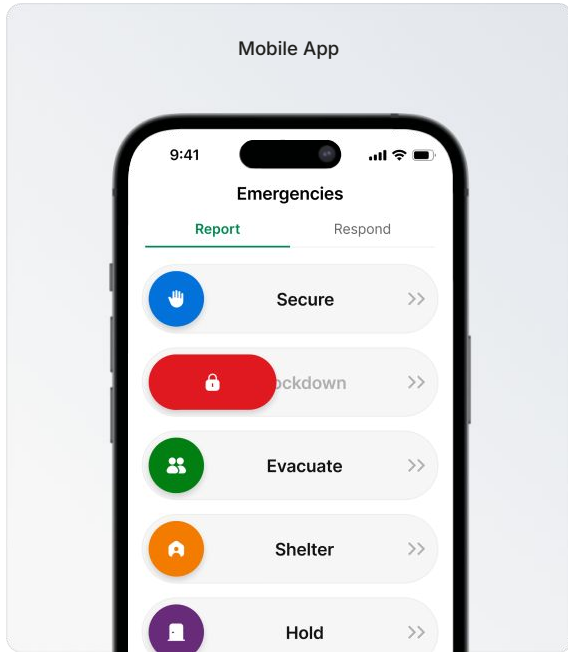 Mobile App
9:41
Emergencies
Report Respond
Secure
ockdown
Evacuate
Shelter
Hold